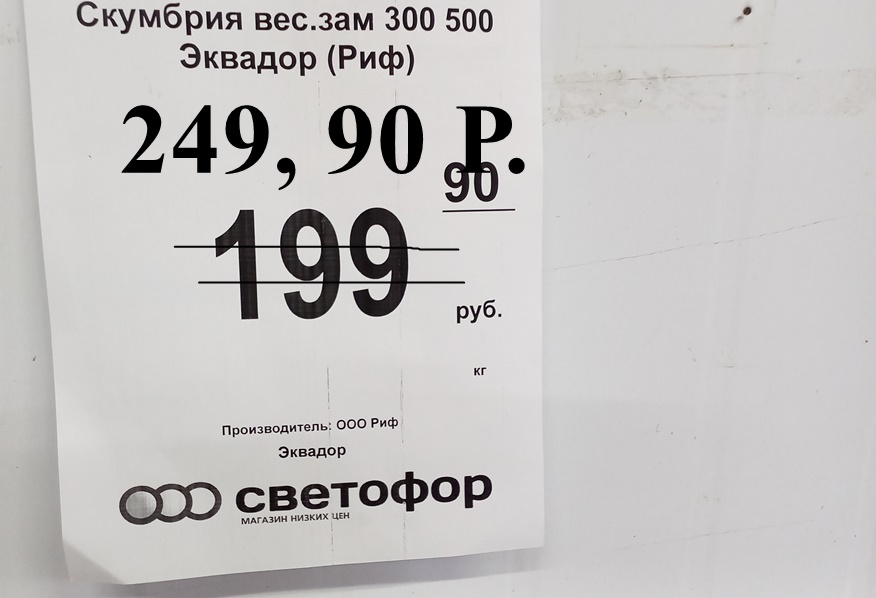 Скумбрия вес.зам 300 500
Эквадор (Риф)
249, 90 Р.
90
199
руб.
кг
Производитель: ООО Риф
Эквадор
светофор
МАГАЗИН НИЗКИХ ЦЕН